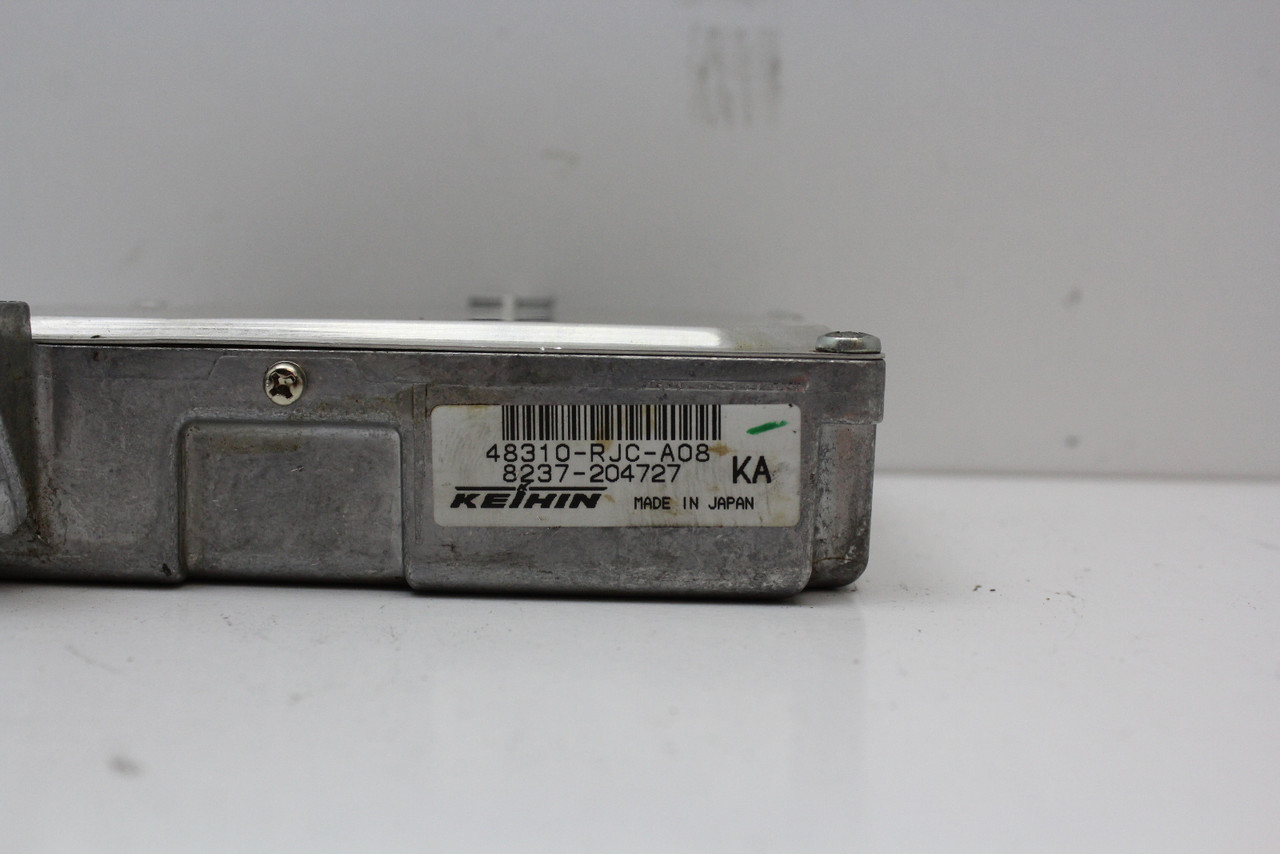 48310-RJC-A08
8237-204727
KA
KEIHIN
MADE IN JAPAN